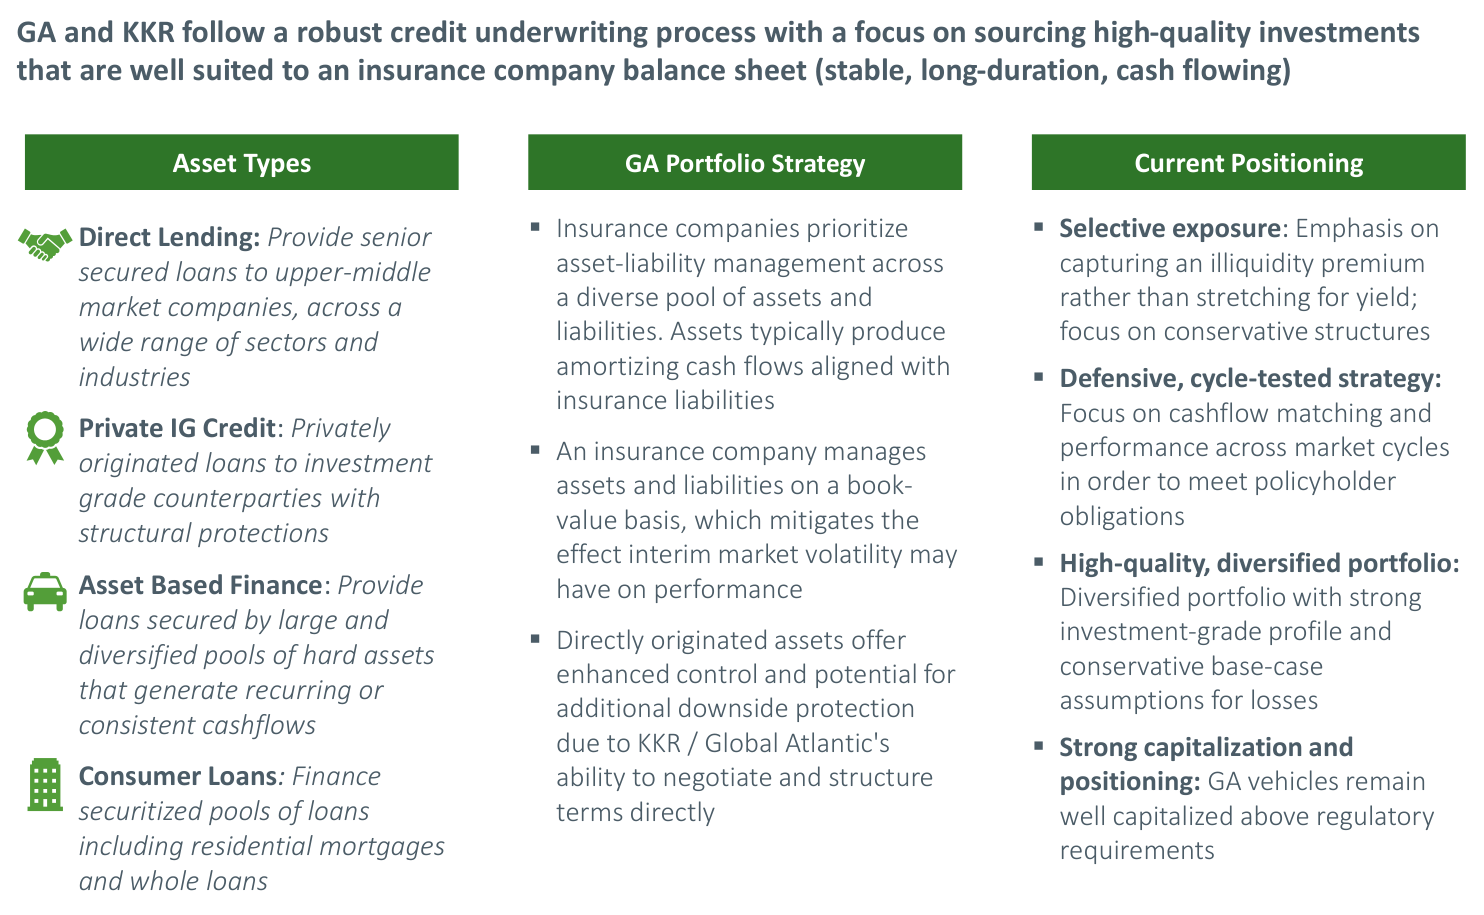 GA and KKR follow a robust credit underwriting process with a focus on sourcing high-quality investments
that are well suited to an insurance company balance sheet (stable, long-duration, cash flowing)
Asset Types
Direct Lending: Provide senior
secured loans to upper-middle
market companies, across a
wide range of sectors and
industries
Private IG Credit: Privately
originated loans to investment
grade counterparties with
structural protections
Asset Based Finance: Provide
loans secured by large and
diversified pools of hard assets
that generate recurring or
consistent cashflows
Consumer Loans: Finance
securitized pools of loans
including residential mortgages
and whole loans
GA Portfolio Strategy
▪ Insurance companies prioritize
asset-liability management across
a diverse pool of assets and
liabilities. Assets typically produce
amortizing cash flows aligned with
insurance liabilities
▪ An insurance company manages
assets and liabilities on a book-
value basis, which mitigates the
effect interim market volatility may
have on performance
▪ Directly originated assets offer
enhanced control and potential for
additional downside protection
due to KKR / Global Atlantic's
ability to negotiate and structure
terms directly
Current Positioning
▪ Selective exposure: Emphasis on
capturing an illiquidity premium
rather than stretching for yield;
focus on conservative structures
▪ Defensive, cycle-tested strategy:
Focus on cashflow matching and
performance across market cycles
in order to meet policyholder
obligations
▪ High-quality, diversified portfolio:
Diversified portfolio with strong
investment-grade profile and
conservative base-case
assumptions for losses
▪ Strong capitalization and
positioning: GA vehicles remain
well capitalized above regulatory
requirements